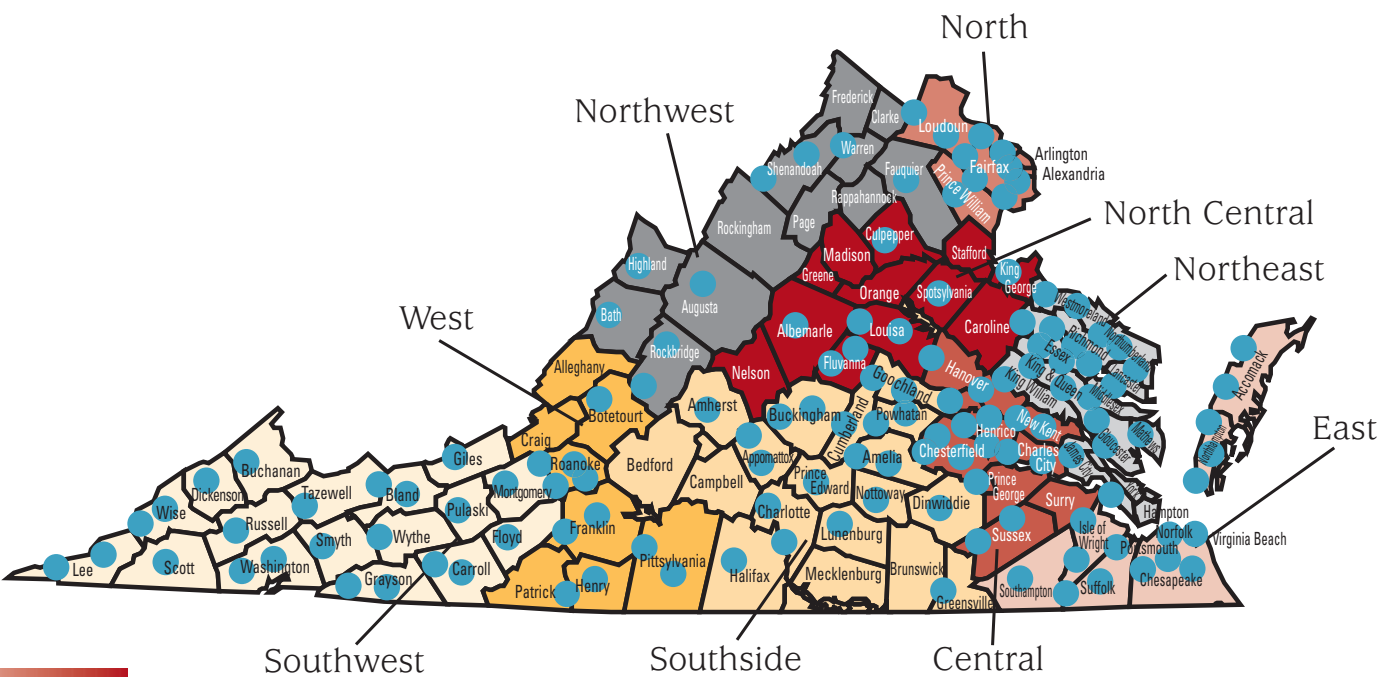 North
Northwest
North Central
Northeast
West
East
Southwest
Southside
Central
Frederick
Clarke
Loudoun
Shenandoah
Warren
Fauquier
Fairfax
Arlington
Alexandria
Prince William
Rappahannock
Page
Rockingham
Culpepper
Madison
Greene
Stafford
Highland
Augusta
Bath
Rockbridge
Orange
Spotsylvania
King
George
Caroline
Albemarle
Louisa
Fluvanna
Nelson
Westmoreland
Northumberland
Richmond
Essex
Lancaster
King & Queen
King William
Middlesex
Gloucester
Mathews
James City
York
Hampton
Accomack
Northampton
Alleghany
Botetourt
Craig
Roanoke
Franklin
Patrick
Henry
Pittsylvania
Amherst
Bedford
Campbell
Appomattox
Buckingham
Cumberland
Goochland
Powhatan
Amelia
Prince
Edward
Nottoway
Dinwiddie
Charlotte
Lunenburg
Halifax
Mecklenburg
Brunswick
Greensville
Hanover
Henrico
New Kent
Chesterfield
Charles
City
Prince
George
Surry
Sussex
Isle of
Wright
Southampton
Suffolk
Portsmouth
Norfolk
Virginia Beach
Chesapeake
Giles
Buchanan
Dickenson
Wise
Tazewell
Bland
Montgomery
Pulaski
Russell
Wythe
Floyd
Smyth
Lee
Scott
Washington
Grayson
Carroll